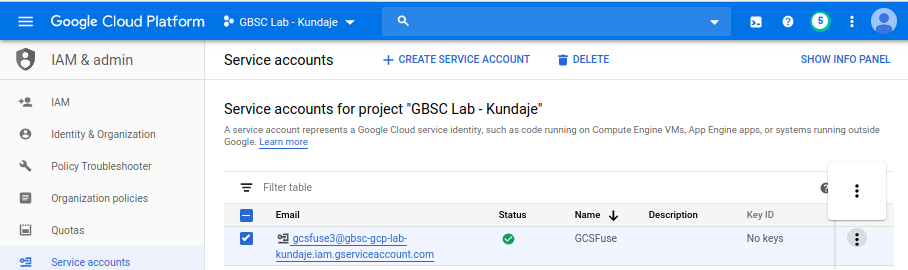 Google Cloud Platform
GBSC Lab - Kundaje
5
IAM & admin
Service accounts
CREATE SERVICE ACCOUNT
DELETE
SHOW INFO PANEL
IAM
Identity & Organization
Policy Troubleshooter
Organization policies
Quotas
Service accounts
Service accounts for project "GBSC Lab - Kundaje"
A service account represents a Google Cloud service identity, such as code running on Compute Engine VMs, App Engine apps, or systems running outside
Google. Learn more
Filter table
Email Status Name Description Key ID
gcsfuse3@gbsc-gcp-lab- GCSFuse No keys
kundaje.iam.gserviceaccount.com